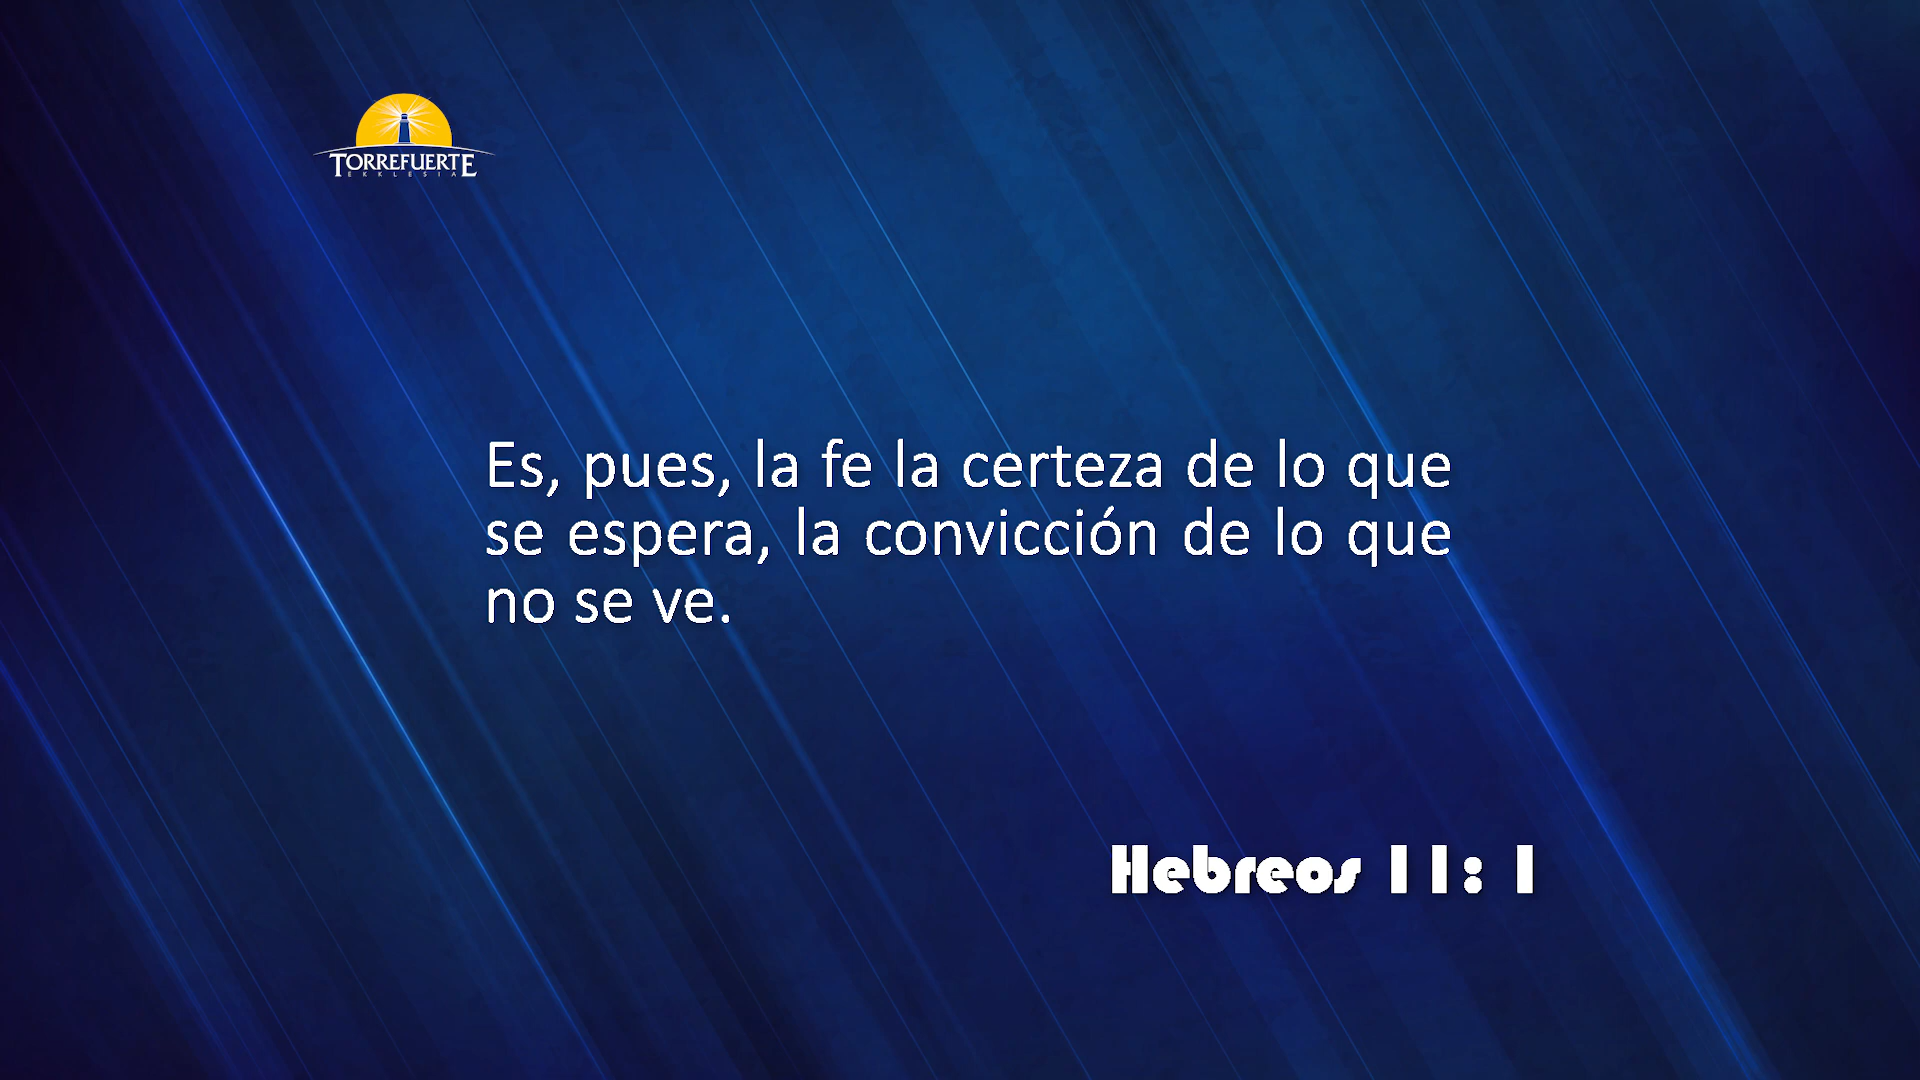 TORREFUERTE
EKKLESIA
Es, pues, la fe la certeza de lo que
se espera, la convicción de lo que
no se ve.
Hebreos 11: 1